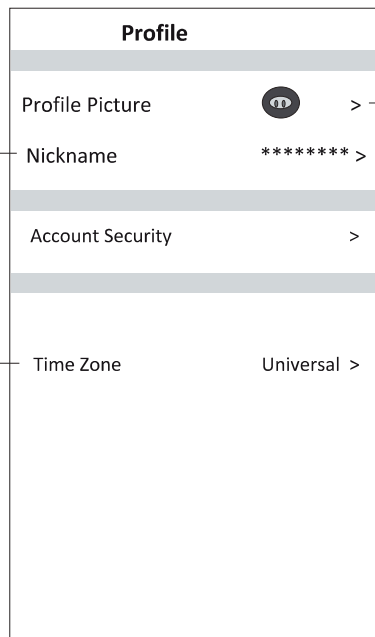 Profile
Profile Picture >
Nickname ******** >
Account Security >
Time Zone Universal >